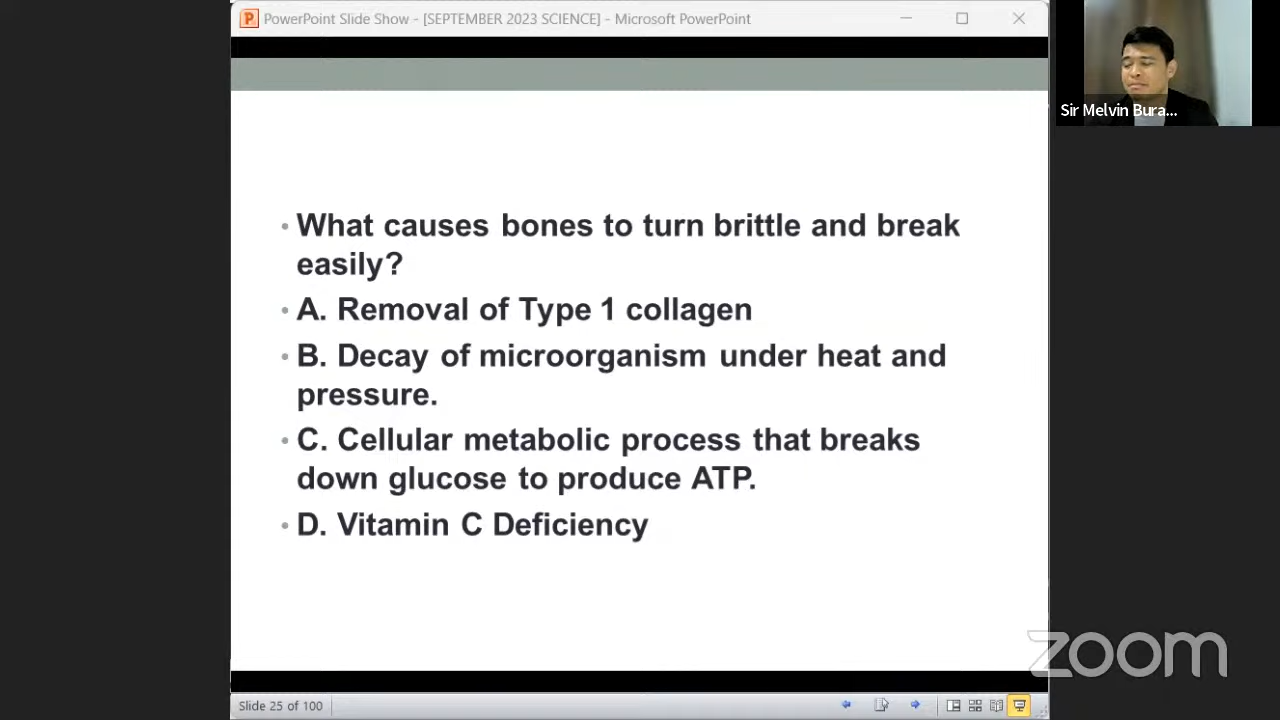 PowerPoint Slide Show - [SEPTEMBER 2023 SCIENCE] - Microsoft PowerPoint
Sir Melvin Bura...
• What causes bones to turn brittle and break
easily?
• A. Removal of Type 1 collagen
• B. Decay of microorganism under heat and
pressure.
• C. Cellular metabolic process that breaks
down glucose to produce ATP.
• D. Vitamin C Deficiency
zoom
Slide 25 of 100